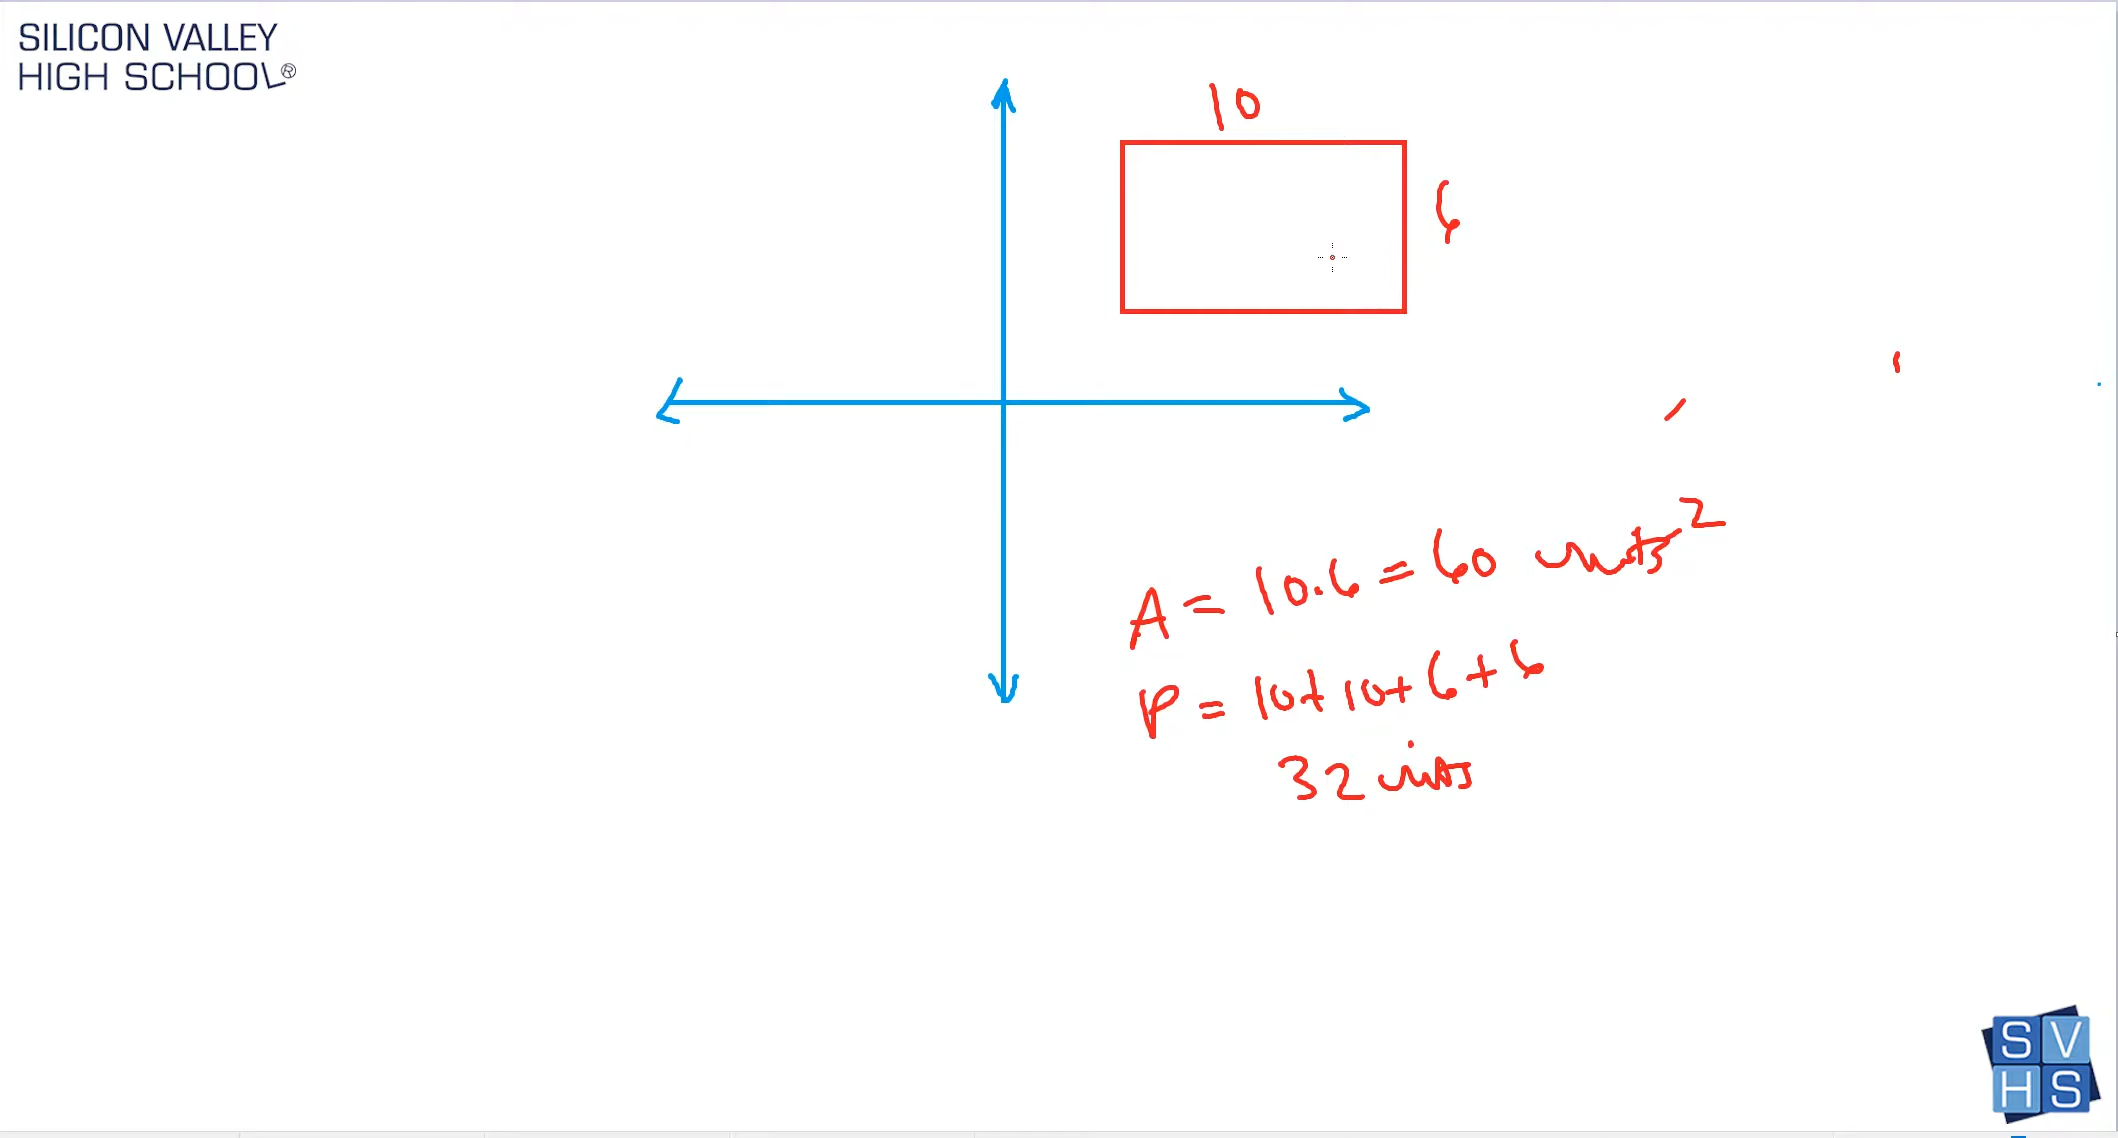 SILICON VALLEY
HIGH SCHOOL®
10
6
A = 10.6 = 60 units²
P = 10+10+6+6
32 units
SV
HS